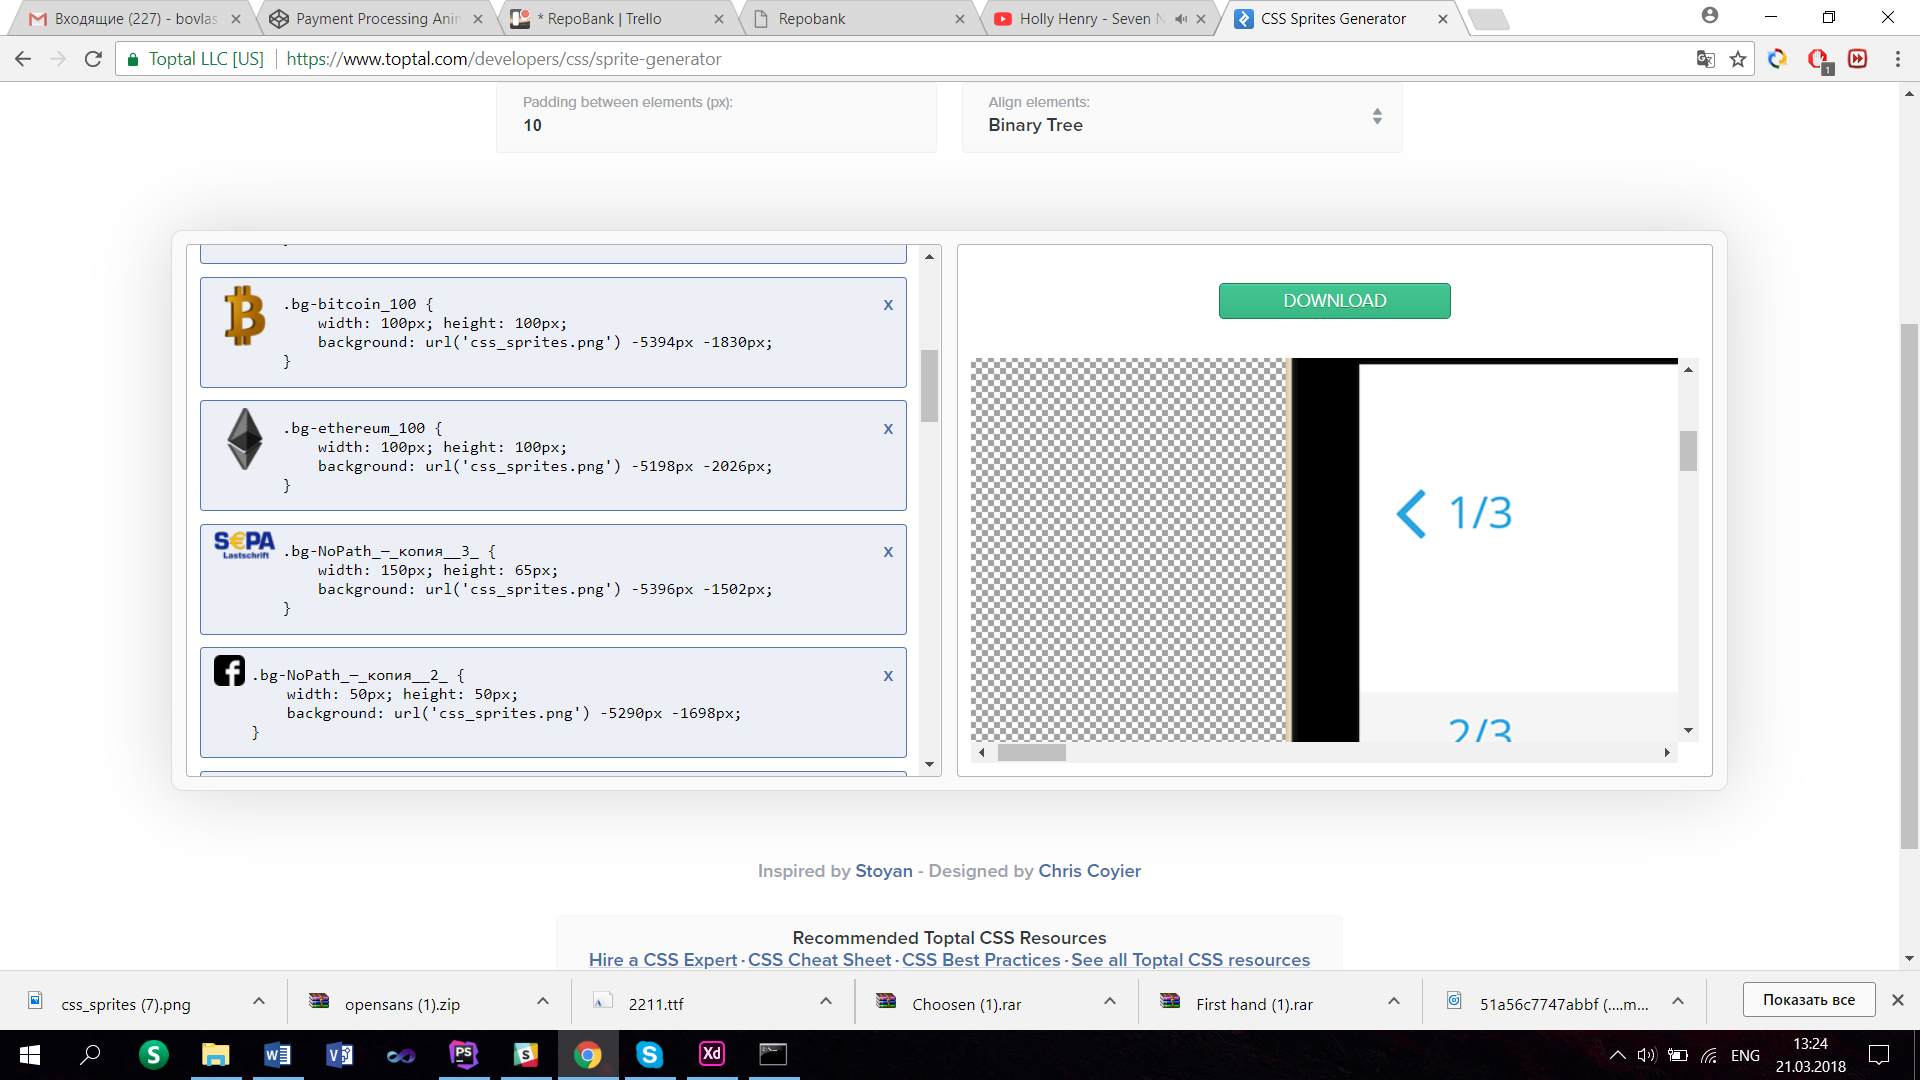 Входящие (227) - bovlas
Payment Processing Anin
* RepoBank | Trello
Repobank
Holly Henry - Seven N
CSS Sprites Generator
Toptal LLC [US]
https://www.toptal.com/developers/css/sprite-generator
1
Padding between elements (px):
10
Align elements:
Binary Tree
.bg-bitcoin_100 {
width: 100px; height: 100px;
background: url('css_sprites.png') -5394px -1830px;
}
x
.bg-ethereum_100 {
width: 100px; height: 100px;
background: url('css_sprites.png') -5198px -2026px;
}
x
S€PA
Lastschrift
.bg-NoPath_—_копия__3_ {
width: 150px; height: 65px;
background: url('css_sprites.png') -5396px -1502px;
}
x
f
.bg-NoPath_—_копия__2_ {
width: 50px; height: 50px;
background: url('css_sprites.png') -5290px -1698px;
}
x
DOWNLOAD
1/3
2/3
Inspired by Stoyan - Designed by Chris Coyier
Recommended Toptal CSS Resources
Hire a CSS Expert · CSS Cheat Sheet · CSS Best Practices · See all Toptal CSS resources
css_sprites (7).png
opensans (1).zip
2211.ttf
Choosen (1).rar
First hand (1).rar
51a56c7747abbf (....m...
Показать все
ENG
13:24
21.03.2018